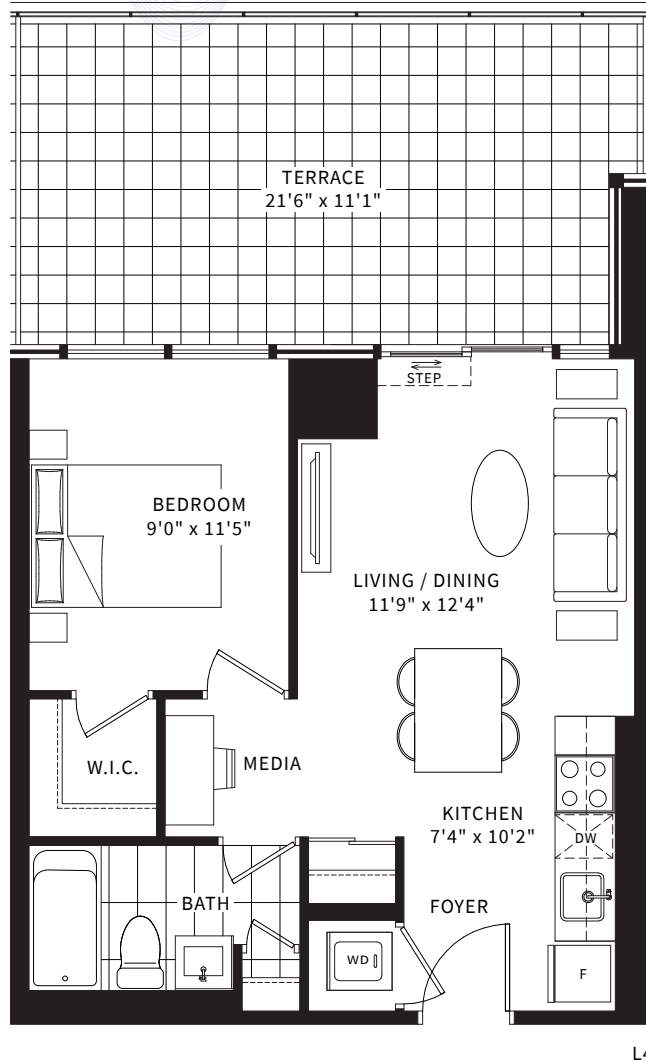 TERRACE
21'6" x 11'1"
STEP
BEDROOM
9'0" x 11'5"
LIVING / DINING
11'9" x 12'4"
W.I.C.
MEDIA
KITCHEN
7'4" x 10'2"
DW
BATH
FOYER
WD
F
L4